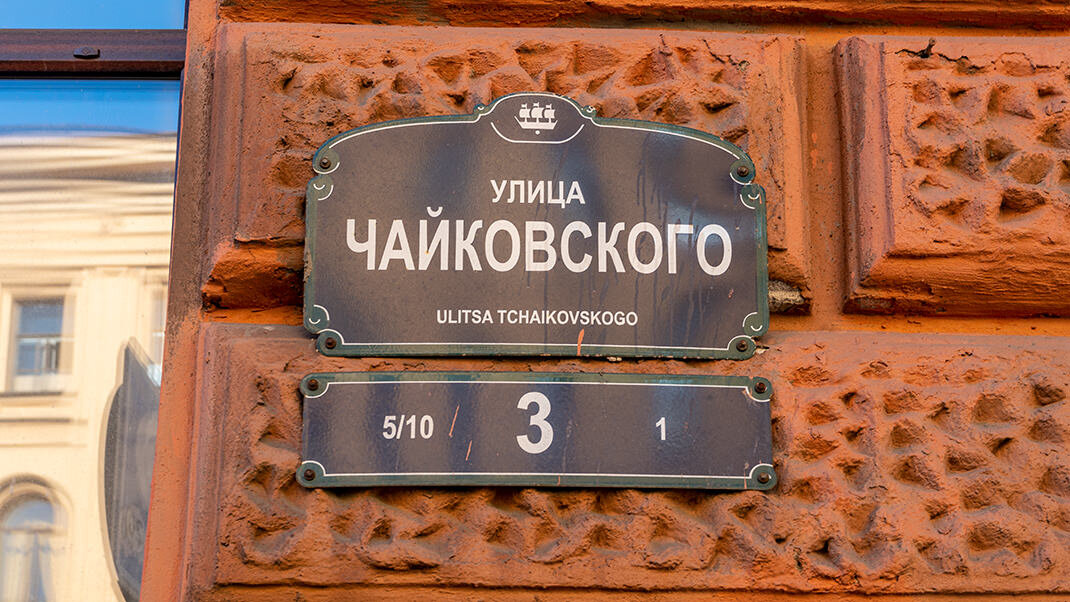 УЛИЦА
ЧАЙКОВСКОГО
ULITSA TCHAIKOVSKOGO
5/10 3 1